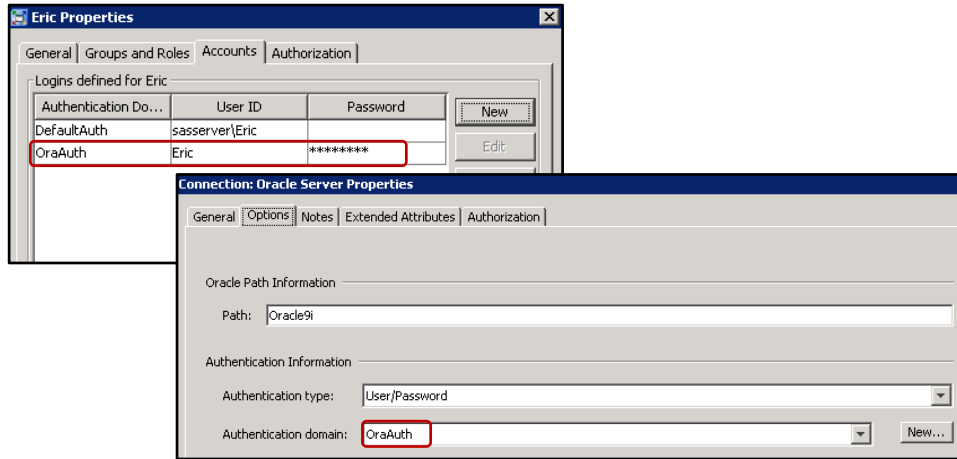 Eric Properties
General Groups and Roles Accounts Authorization
Logins defined for Eric
Authentication Do... User ID Password
DefaultAuth sasserver\Eric
OraAuth Eric ********
New
Edit
Connection: Oracle Server Properties
General Options Notes Extended Attributes Authorization
Oracle Path Information
Path: Oracle9i
Authentication Information
Authentication type: User/Password
Authentication domain: OraAuth New...